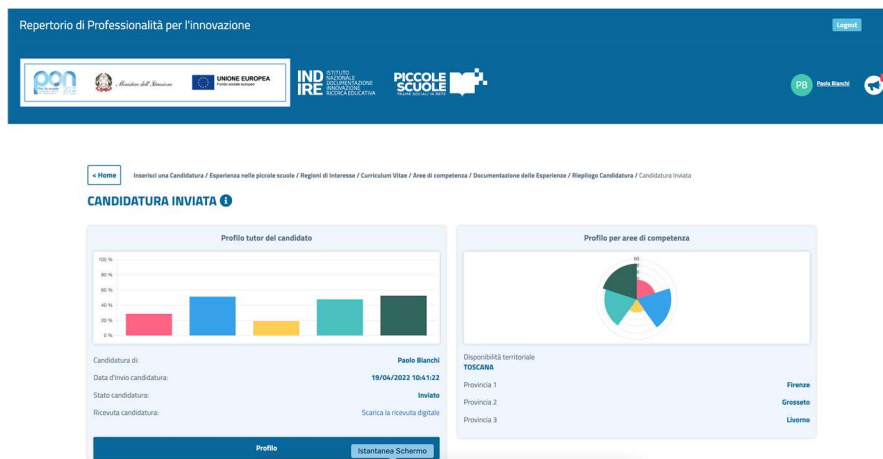 Repertorio di Professionalità per l'innovazione
Logout
Ministero dell'Istruzione
UNIONE EUROPEA
Fondo sociale europeo
INDIRE
ISTITUTO
NAZIONALE
DOCUMENTAZIONE
INNOVAZIONE
RICERCA EDUCATIVA
PICCOLE
SCUOLE
PB
Paolo Bianchi
< Home
Inserisci una Candidatura / Esperienza nelle piccole scuole / Regioni di Interesse / Curriculum Vitae / Aree di competenza / Documentazione delle Esperienze / Riepilogo Candidatura / Candidatura Inviata
CANDIDATURA INVIATA
Profilo tutor del candidato
100 %
80 %
60 %
40 %
20 %
0 %
Candidatura di:
Paolo Bianchi
Data d'invio candidatura:
19/04/2022 10:41:22
Stato candidatura:
Inviato
Ricevuta candidatura:
Scarica la ricevuta digitale
Profilo
Istantanea Schermo
Profilo per aree di competenza
60
Disponibilità territoriale
TOSCANA
Provincia 1
Firenze
Provincia 2
Grosseto
Provincia 3
Livorno